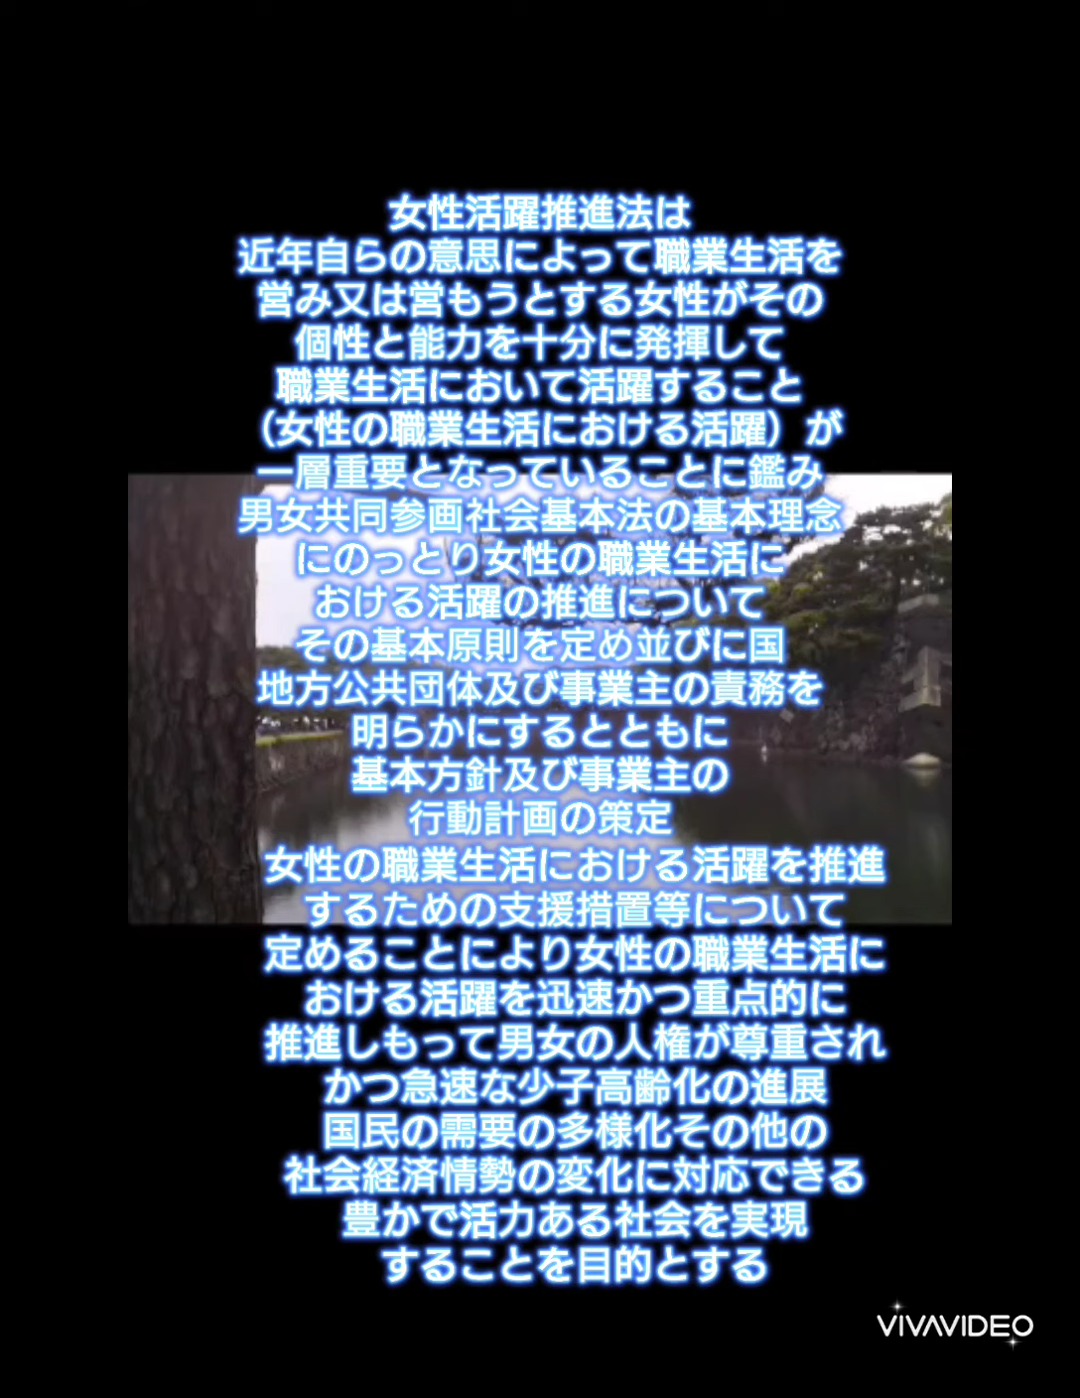 女性活躍推進法は
近年自らの意思によって職業生活を
営み又は営もうとする女性がその
個性と能力を十分に発揮して
職業生活において活躍すること
（女性の職業生活における活躍）が
一層重要となっていることに鑑み
男女共同参画社会基本法の基本理念
にのっとり女性の職業生活に
おける活躍の推進について
その基本原則を定め並びに国
地方公共団体及び事業主の責務を
明らかにするとともに
基本方針及び事業主の
行動計画の策定
女性の職業生活における活躍を推進
するための支援措置等について
定めることにより女性の職業生活に
おける活躍を迅速かつ重点的に
推進しもって男女の人権が尊重され
かつ急速な少子高齢化の進展
国民の需要の多様化その他の
社会経済情勢の変化に対応できる
豊かで活力ある社会を実現
することを目的とする
VIVAVIDEO